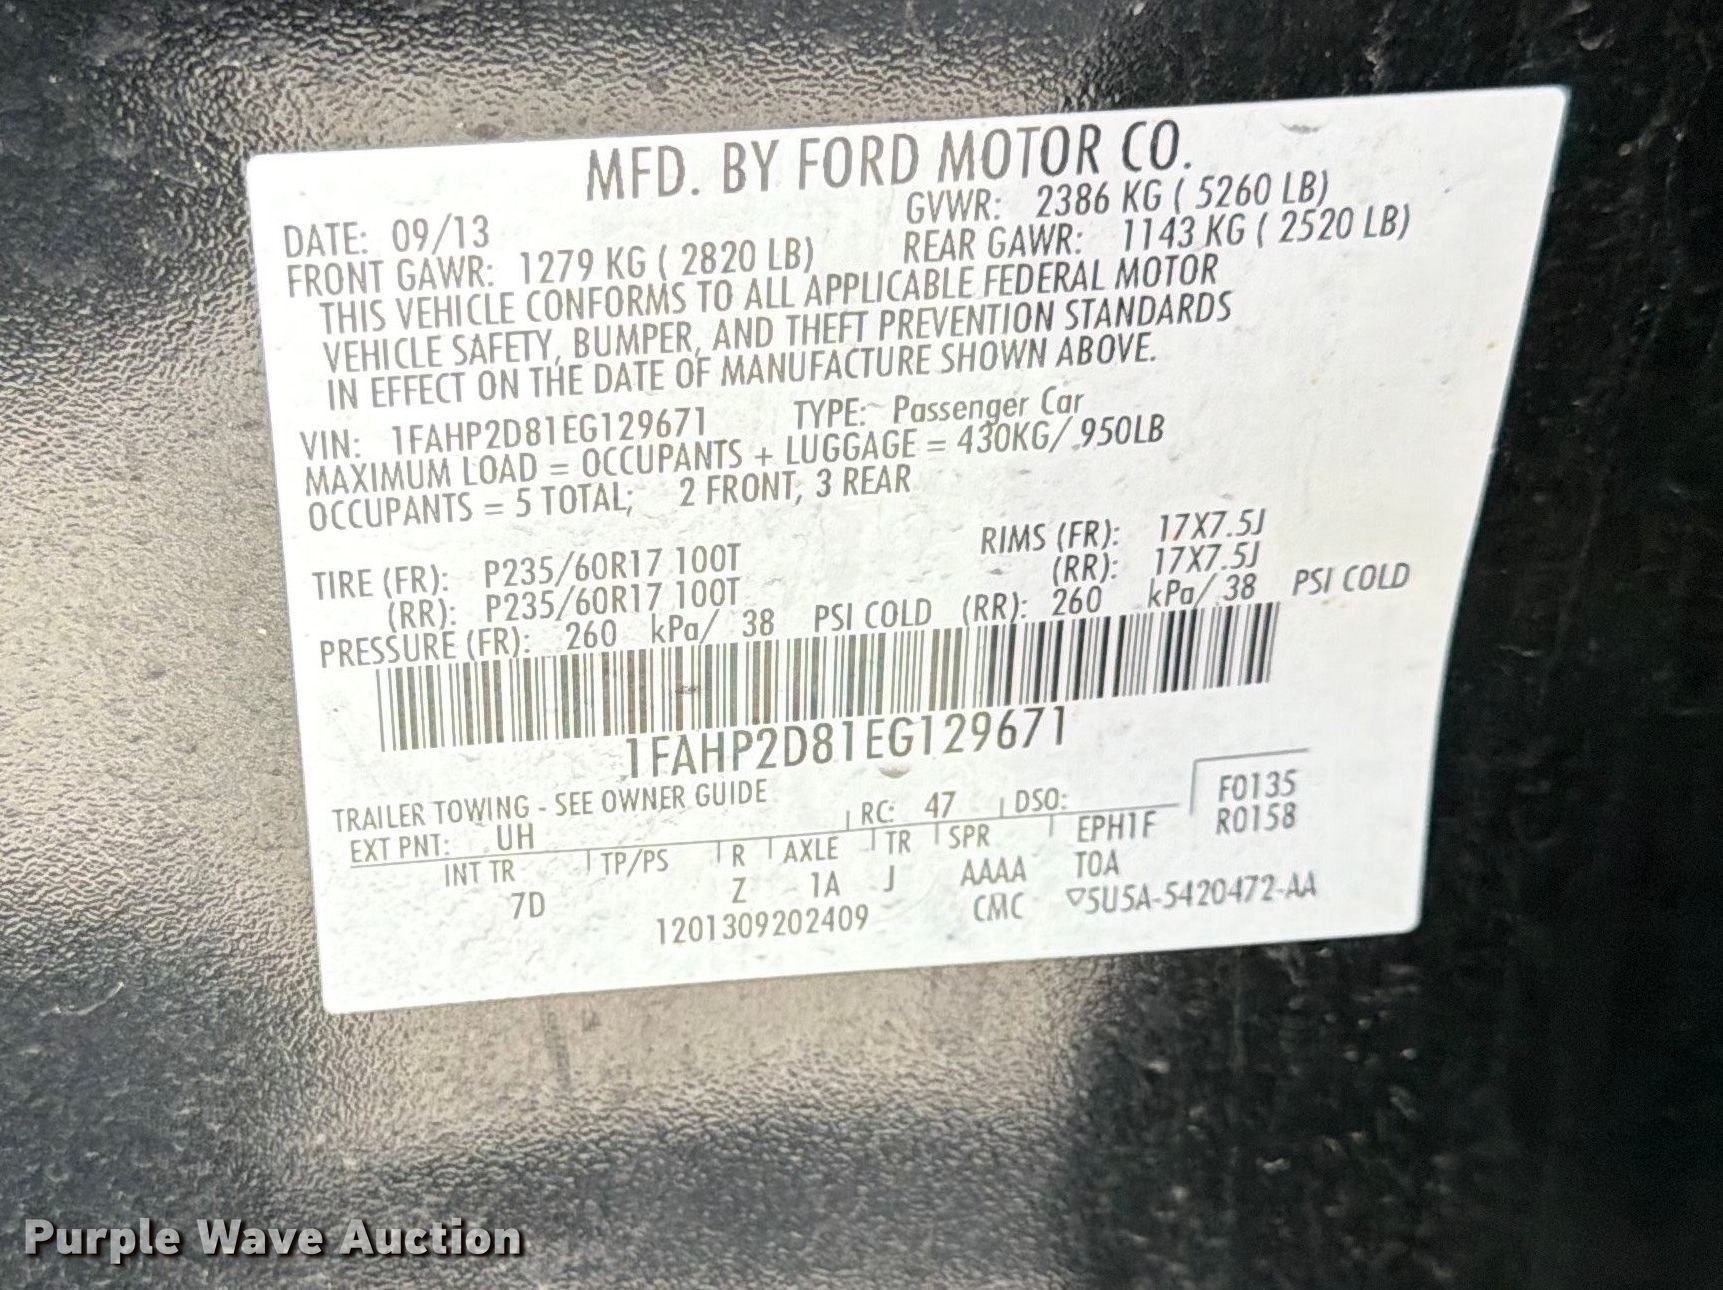 MFD. BY FORD MOTOR CO.
DATE: 09/13 GVWR: 2386 KG ( 5260 LB)
FRONT GAWR: 1279 KG ( 2820 LB) REAR GAWR: 1143 KG ( 2520 LB)
THIS VEHICLE CONFORMS TO ALL APPLICABLE FEDERAL MOTOR
VEHICLE SAFETY, BUMPER, AND THEFT PREVENTION STANDARDS
IN EFFECT ON THE DATE OF MANUFACTURE SHOWN ABOVE.
VIN: 1FAHP2D81EG129671 TYPE: Passenger Car
MAXIMUM LOAD = OCCUPANTS + LUGGAGE = 430KG/ 950LB
OCCUPANTS = 5 TOTAL; 2 FRONT, 3 REAR
TIRE (FR): P235/60R17 100T RIMS (FR): 17X7.5J
(RR): P235/60R17 100T (RR): 17X7.5J
PRESSURE (FR): 260 kPa/ 38 PSI COLD (RR): 260 kPa/ 38 PSI COLD
1FAHP2D81EG129671
TRAILER TOWING - SEE OWNER GUIDE
EXT PNT: UH RC: 47 DSO: F0135
INT TR TP/PS R AXLE TR SPR EPH1F R0158
7D Z 1A J AAAA TOA
1201309202409 CMC ▽5U5A-5420472-AA
Purple Wave Auction